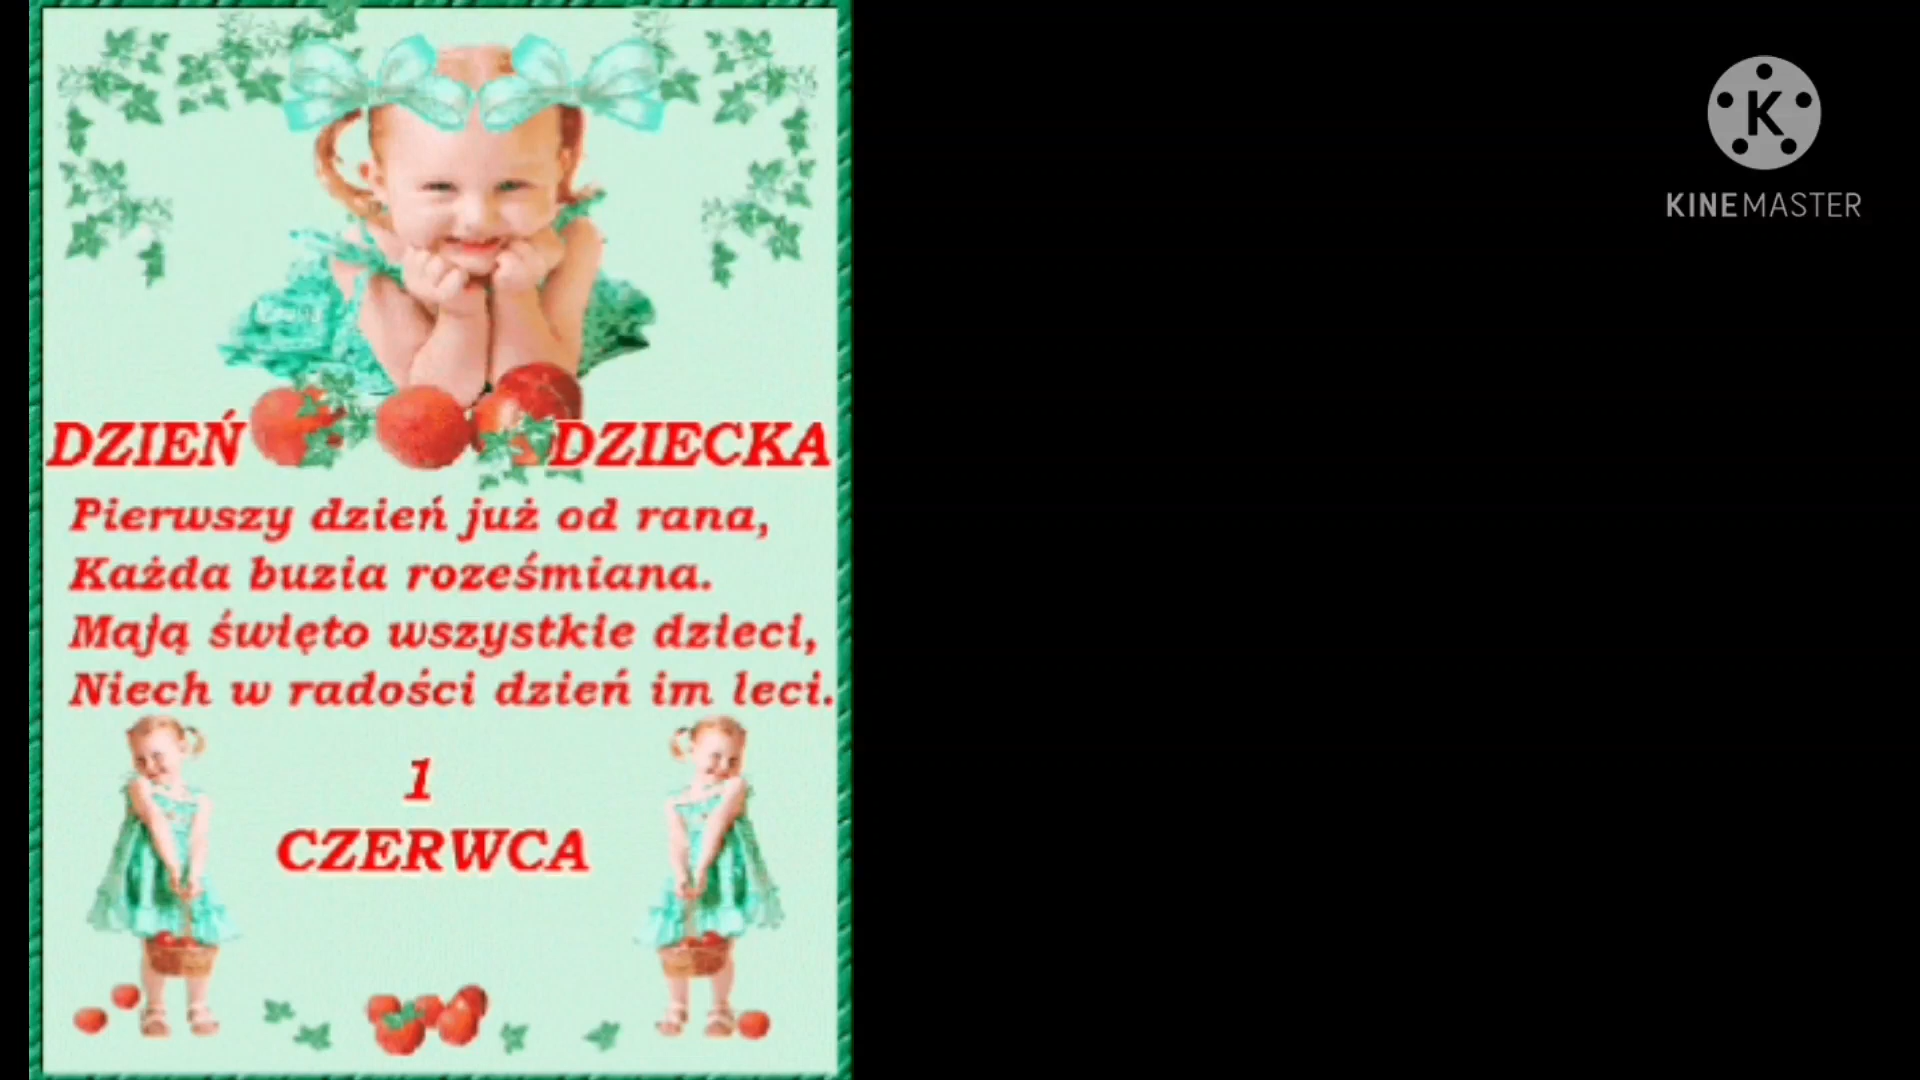 DZIEŃ DZIECKA
Pierwszy dzień już od rana,
Każda buzia roześmiana.
Mają święto wszystkie dzieci,
Niech w radości dzień im leci.
1
CZERWCA
K
KINEMASTER